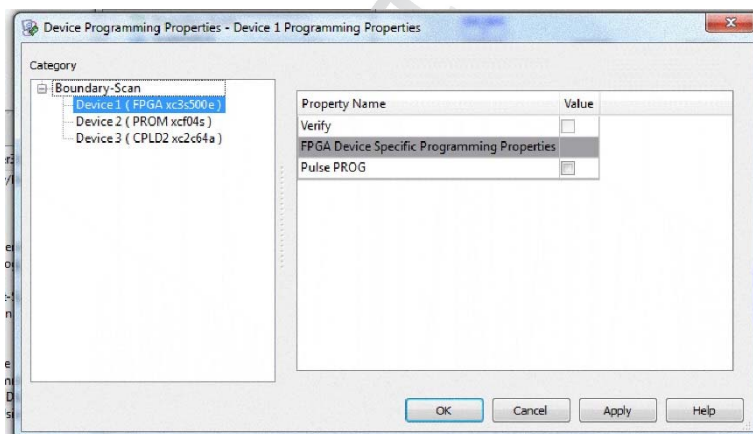 Device Programming Properties - Device 1 Programming Properties
Category
Boundary-Scan
Device 1 ( FPGA xc3s500e )
Device 2 ( PROM xcf04s )
Device 3 ( CPLD2 xc2c64a )
Property Name Value
Verify
FPGA Device Specific Programming Properties
Pulse PROG
OK Cancel Apply Help